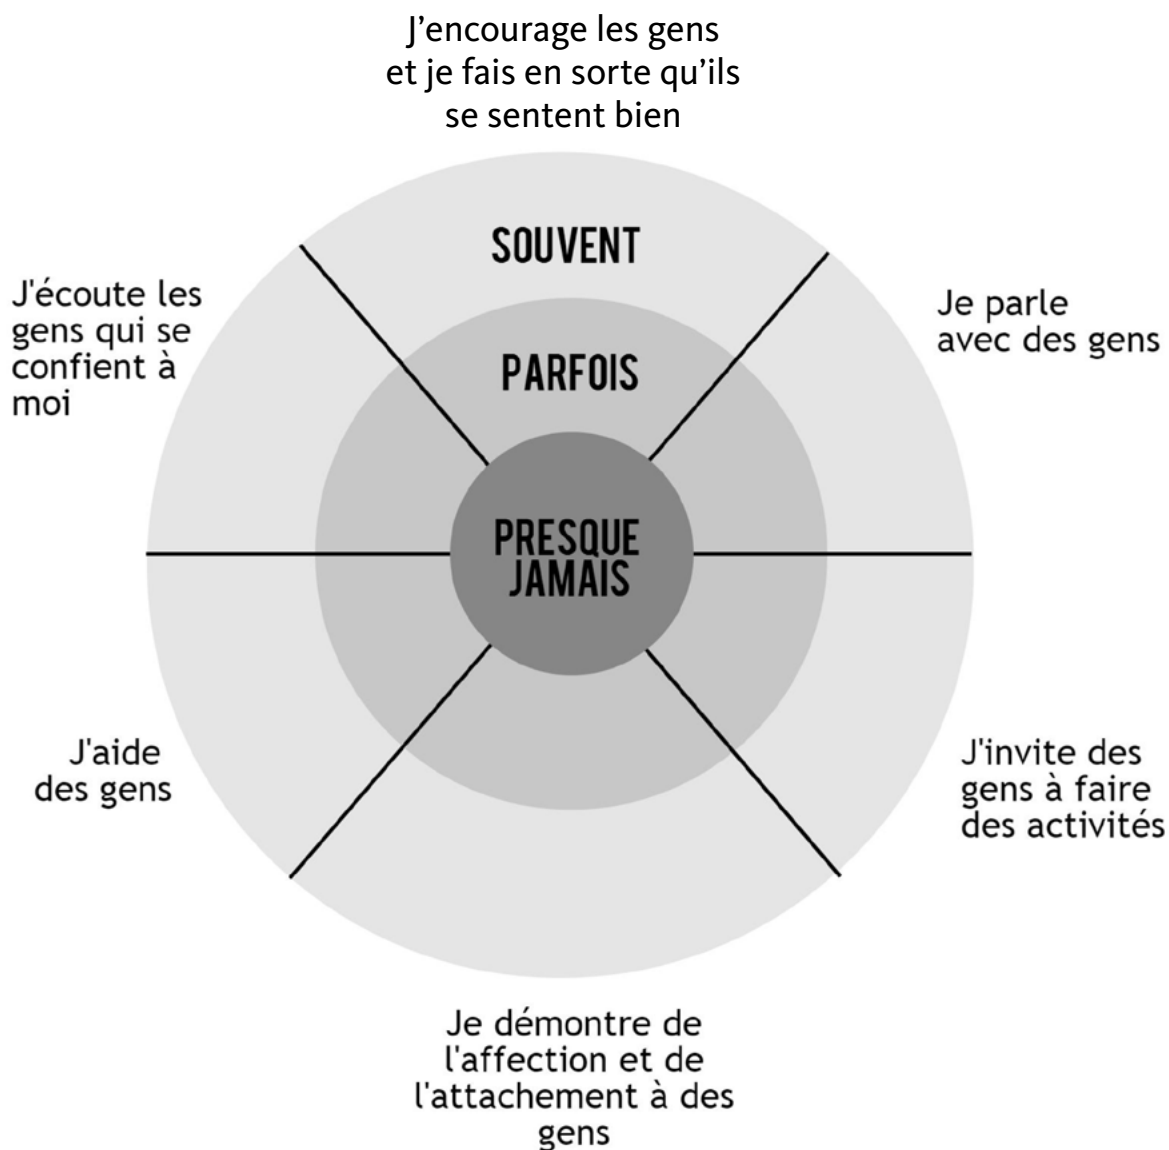 J’encourage les gens
et je fais en sorte qu’ils
se sentent bien
SOUVENT
PARFOIS
PRESQUE
JAMAIS
Je parle
avec des gens
J'invite des
gens à faire
des activités
Je démontre de
l'affection et de
l'attachement à des
gens
J'aide
des gens
J'écoute les
gens qui se
confient à
moi